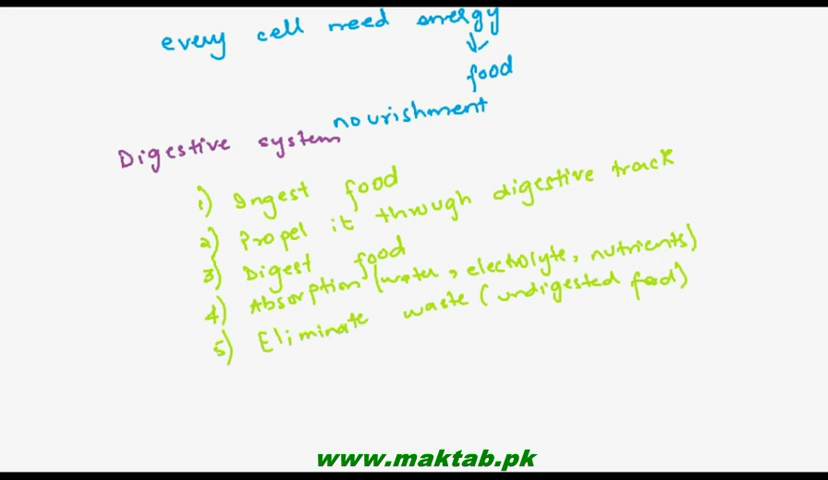 every cell need energy
food
nourishment
Digestive system
1) Ingest food
2) Propel it through digestive track
3) Digest food
4) Absorption (water, electrolyte, nutrients)
5) Eliminate waste (undigested food)
www.maktab.pk